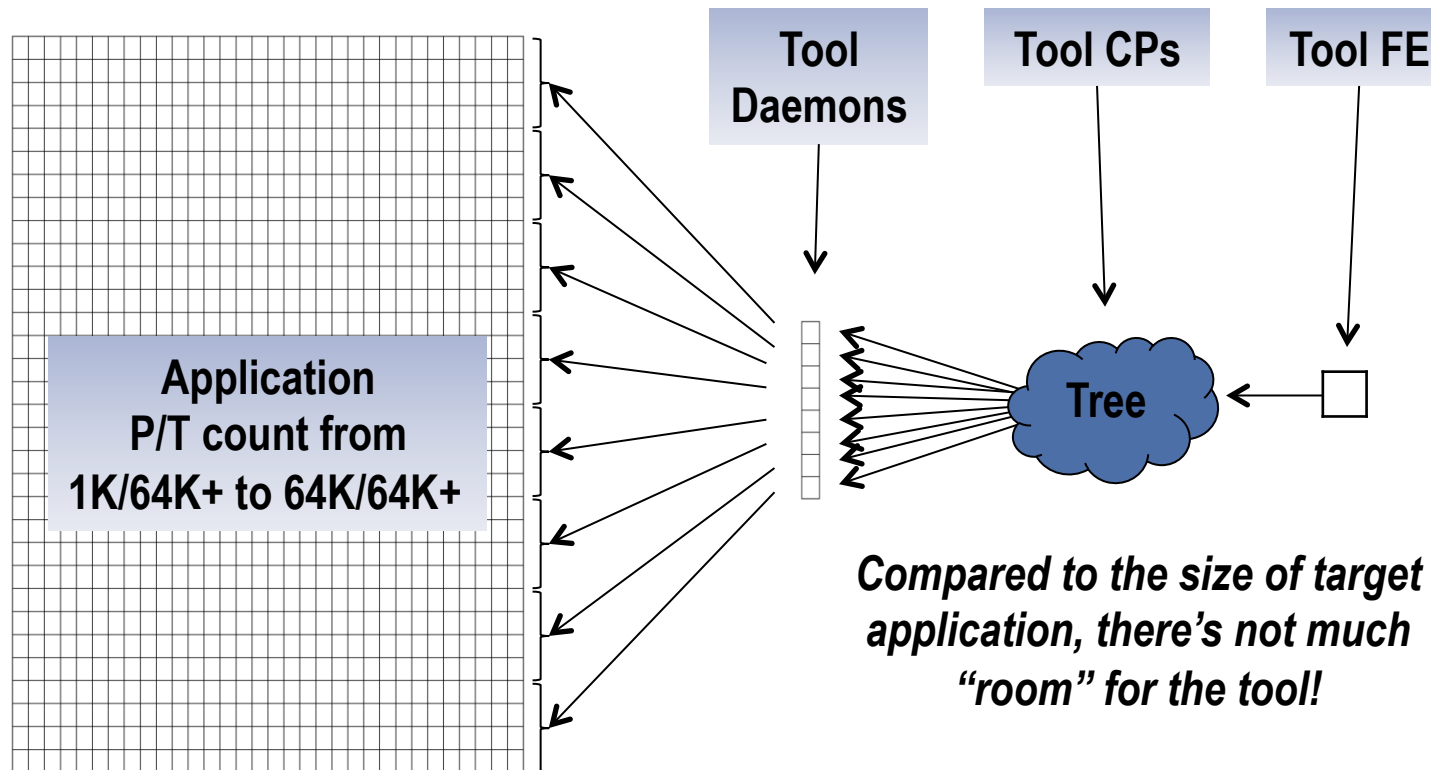 Tool
Daemons
Tool CPs
Tool FE
Application
P/T count from
1K/64K+ to 64K/64K+
Tree
Compared to the size of target
application, there’s not much
“room” for the tool!